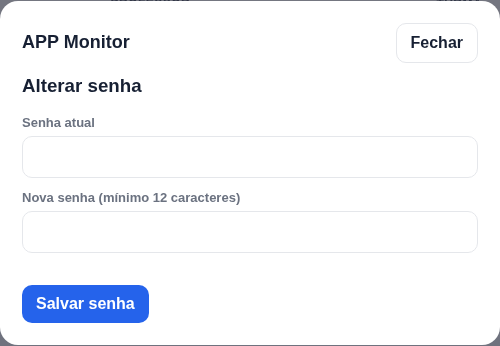 APP Monitor
Fechar
Alterar senha
Senha atual
Nova senha (mínimo 12 caracteres)
Salvar senha